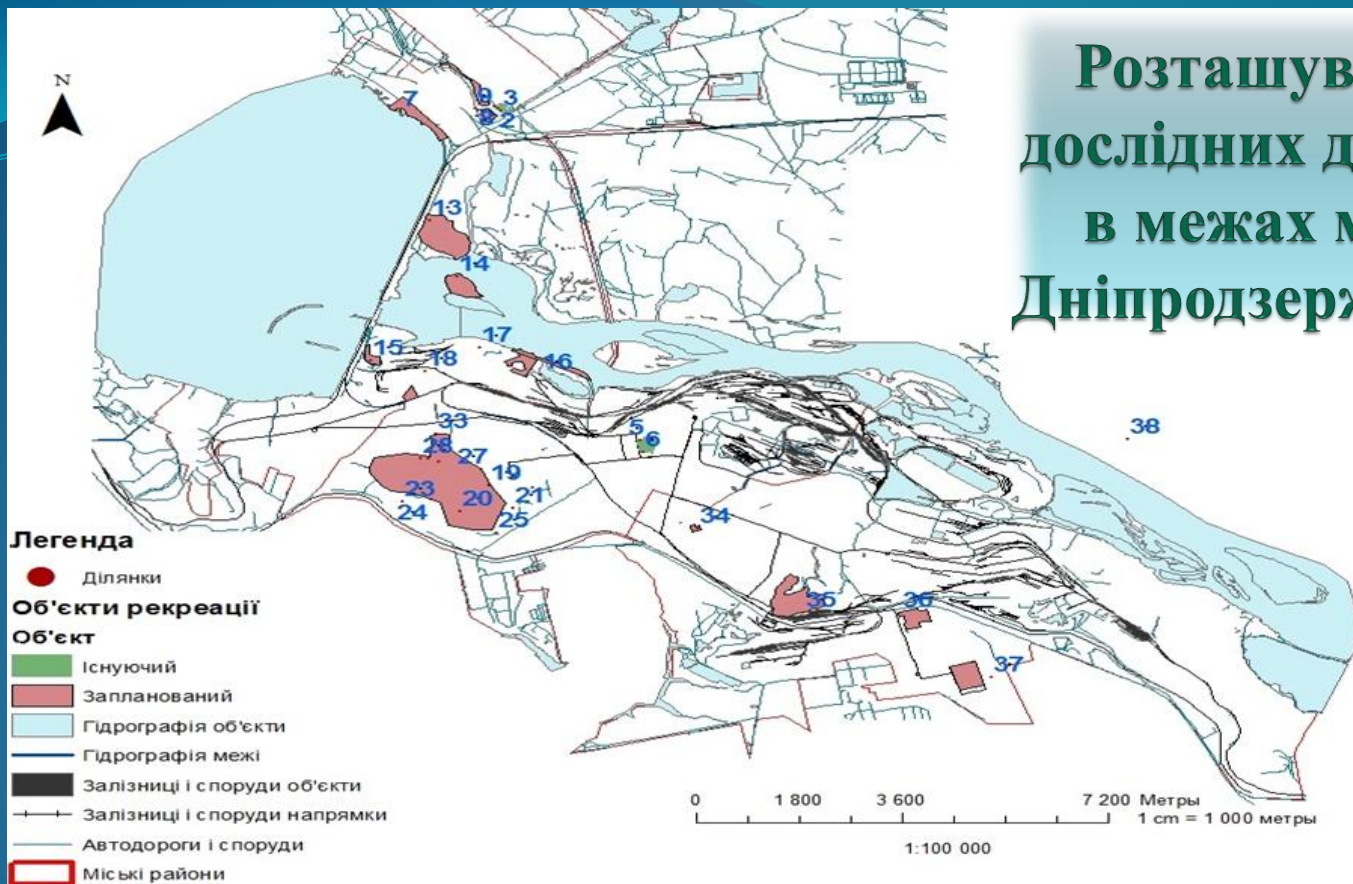 Розташув
дослідних д
в межах м
Дніпродзерж
N
7
9
3
8
2
13
14
17
15
18
16
33
5
6
28
27
19
23
20
21
24
25
34
38
35
36
37
Легенда
Ділянки
Об'єкти рекреації
Об'єкт
Існуючий
Запланований
Гідрографія об'єкти
Гідрографія межі
Залізниці і споруди об'єкти
Залізниці і споруди напрямки
Автодороги і споруди
Міські райони
0 1 800 3 600 7 200 Метры
1 cm = 1 000 метры
1:100 000